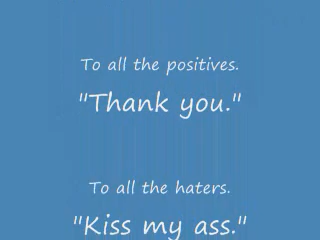 To all the positives.
"Thank you."
To all the haters.
"Kiss my ass."